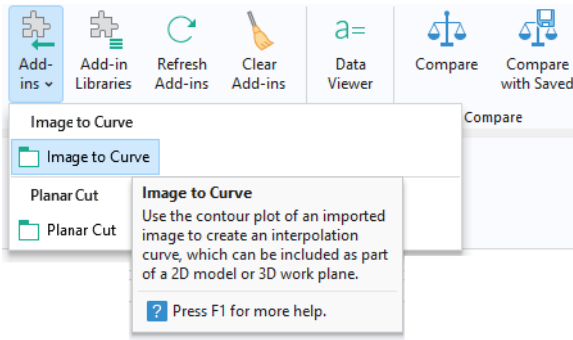 Add-
ins
Add-in
Libraries
Refresh
Add-ins
Clear
Add-ins
a=
Data
Viewer
Compare
Compare
with Saved
Compare
Image to Curve
Image to Curve
Planar Cut
Planar Cut
Image to Curve
Use the contour plot of an imported
image to create an interpolation
curve, which can be included as part
of a 2D model or 3D work plane.
? Press F1 for more help.